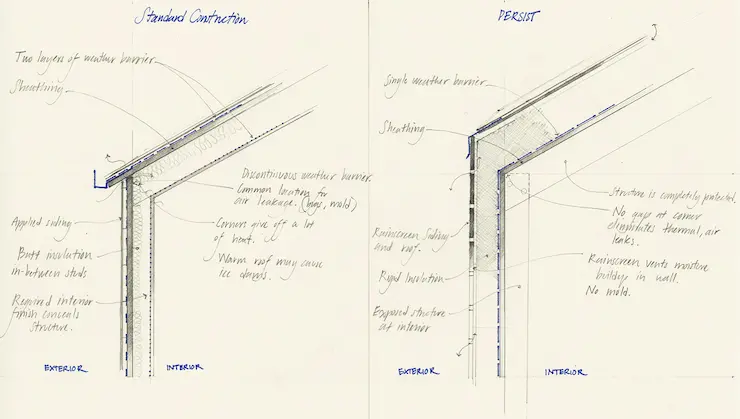 Standard Contruction
Two layers of weather barrier
Sheathing
Discontinuous weather barrier.
Common location for
air leakage. (bugs, mold)
Corners give off a lot
of heat.
Warm roof may cause
ice dams.
Applied siding
Batt insulation
in-between studs
Required interior
finish conceals
structure.
EXTERIOR
INTERIOR
PERSIST
Single weather barrier
Sheathing
Structure is completely protected.
No gap at corner
eliminates thermal, air
leaks.
Rainscreen Siding
and roof.
Rigid Insulation
Rainscreen vents moisture
buildup in wall.
No mold.
Exposed structure
at interior
EXTERIOR
INTERIOR